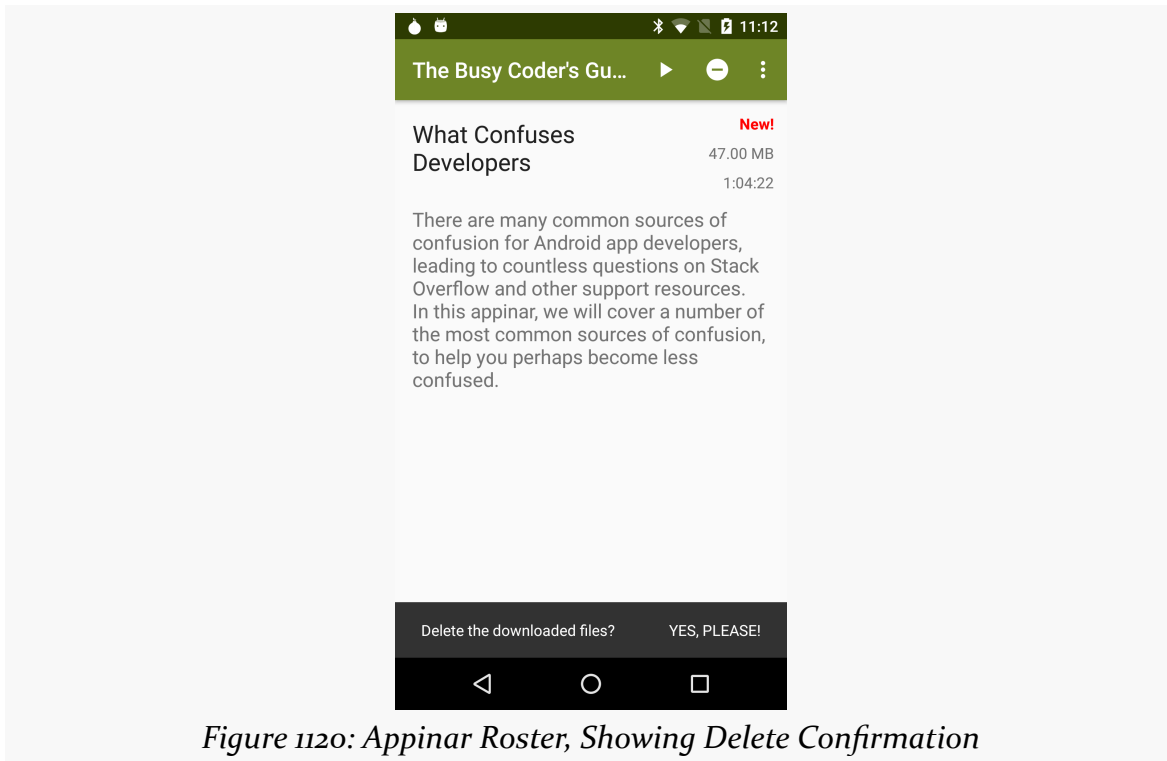 11:12
The Busy Coder's Gu...
What Confuses
Developers
New!
47.00 MB
1:04:22
There are many common sources of
confusion for Android app developers,
leading to countless questions on Stack
Overflow and other support resources.
In this appinar, we will cover a number of
the most common sources of confusion,
to help you perhaps become less
confused.
Delete the downloaded files? YES, PLEASE!
Figure 1120: Appinar Roster, Showing Delete Confirmation